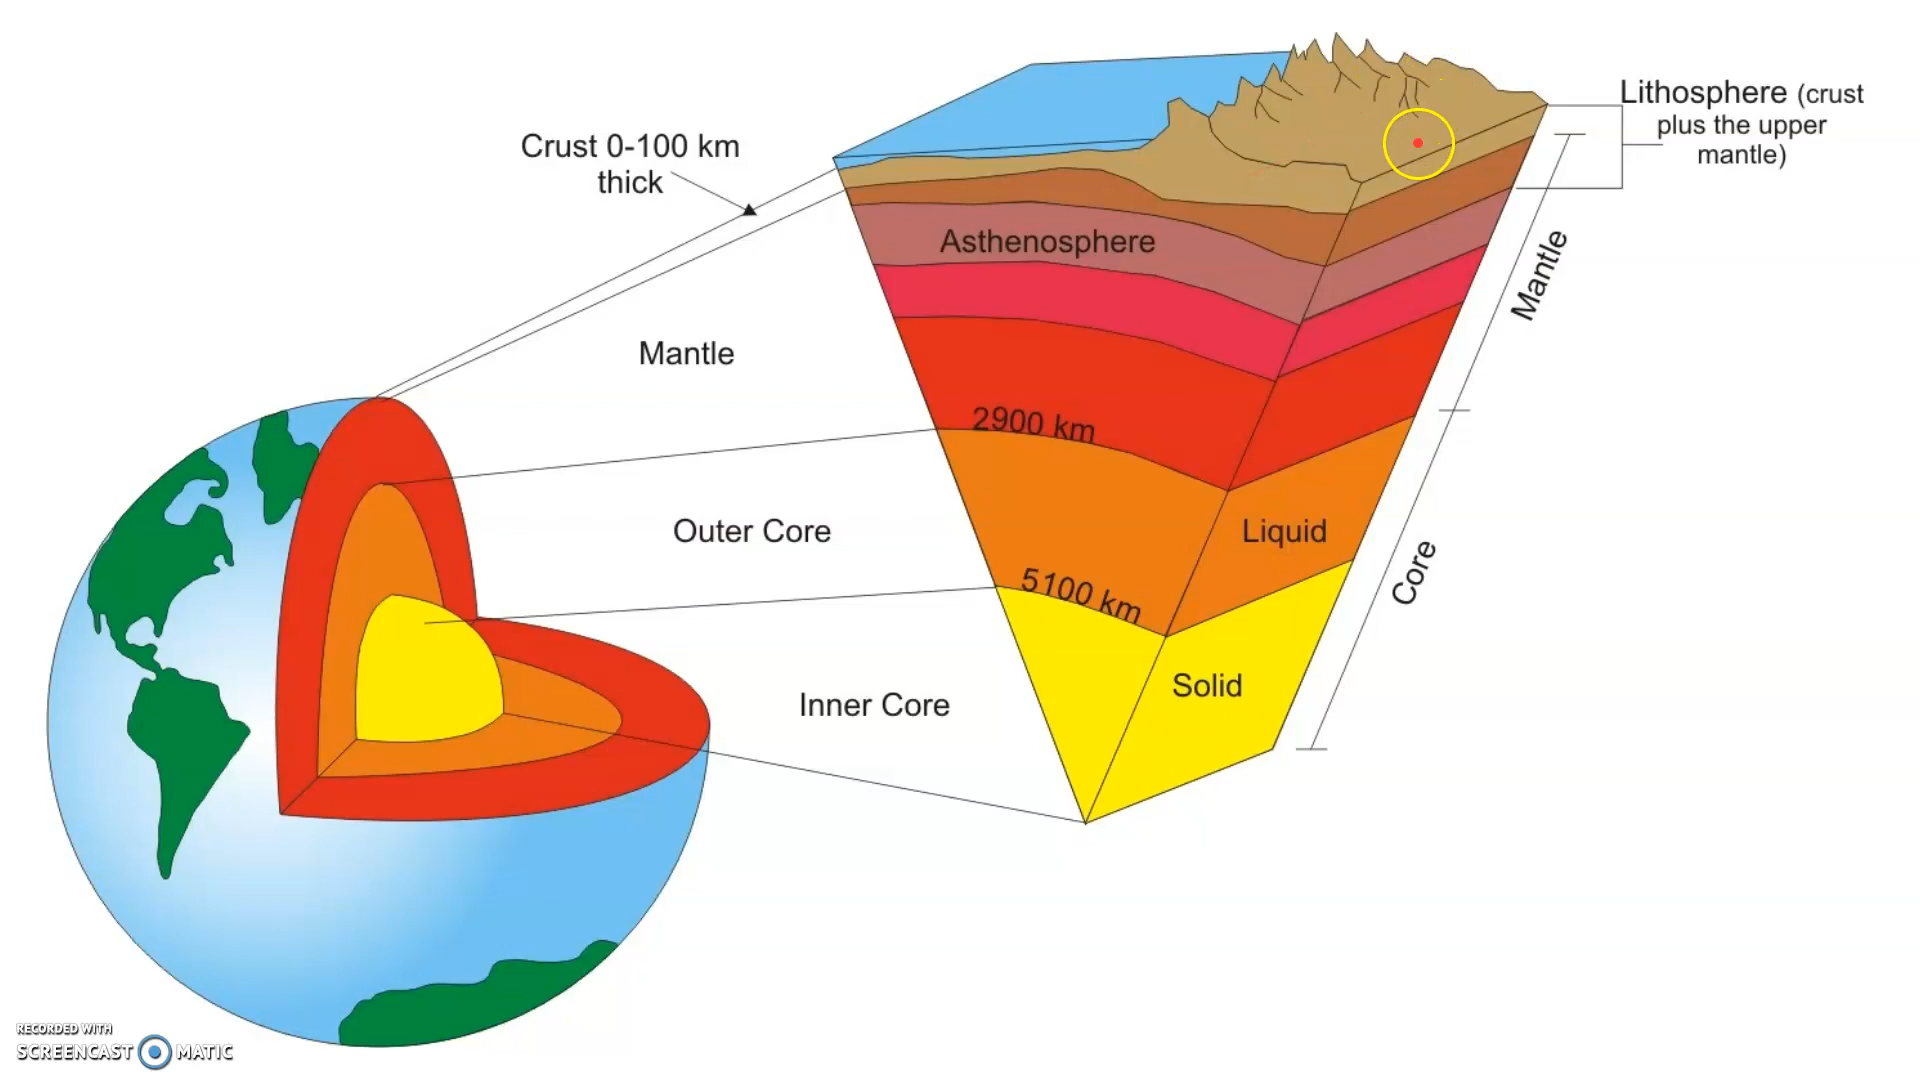 Lithosphere (crust
plus the upper
mantle)
Crust 0-100 km
thick
Asthenosphere
Mantle
Mantle
2900 km
Outer Core
Liquid
Core
5100 km
Inner Core
Solid
RECORDED WITH
SCREENCAST MATIC